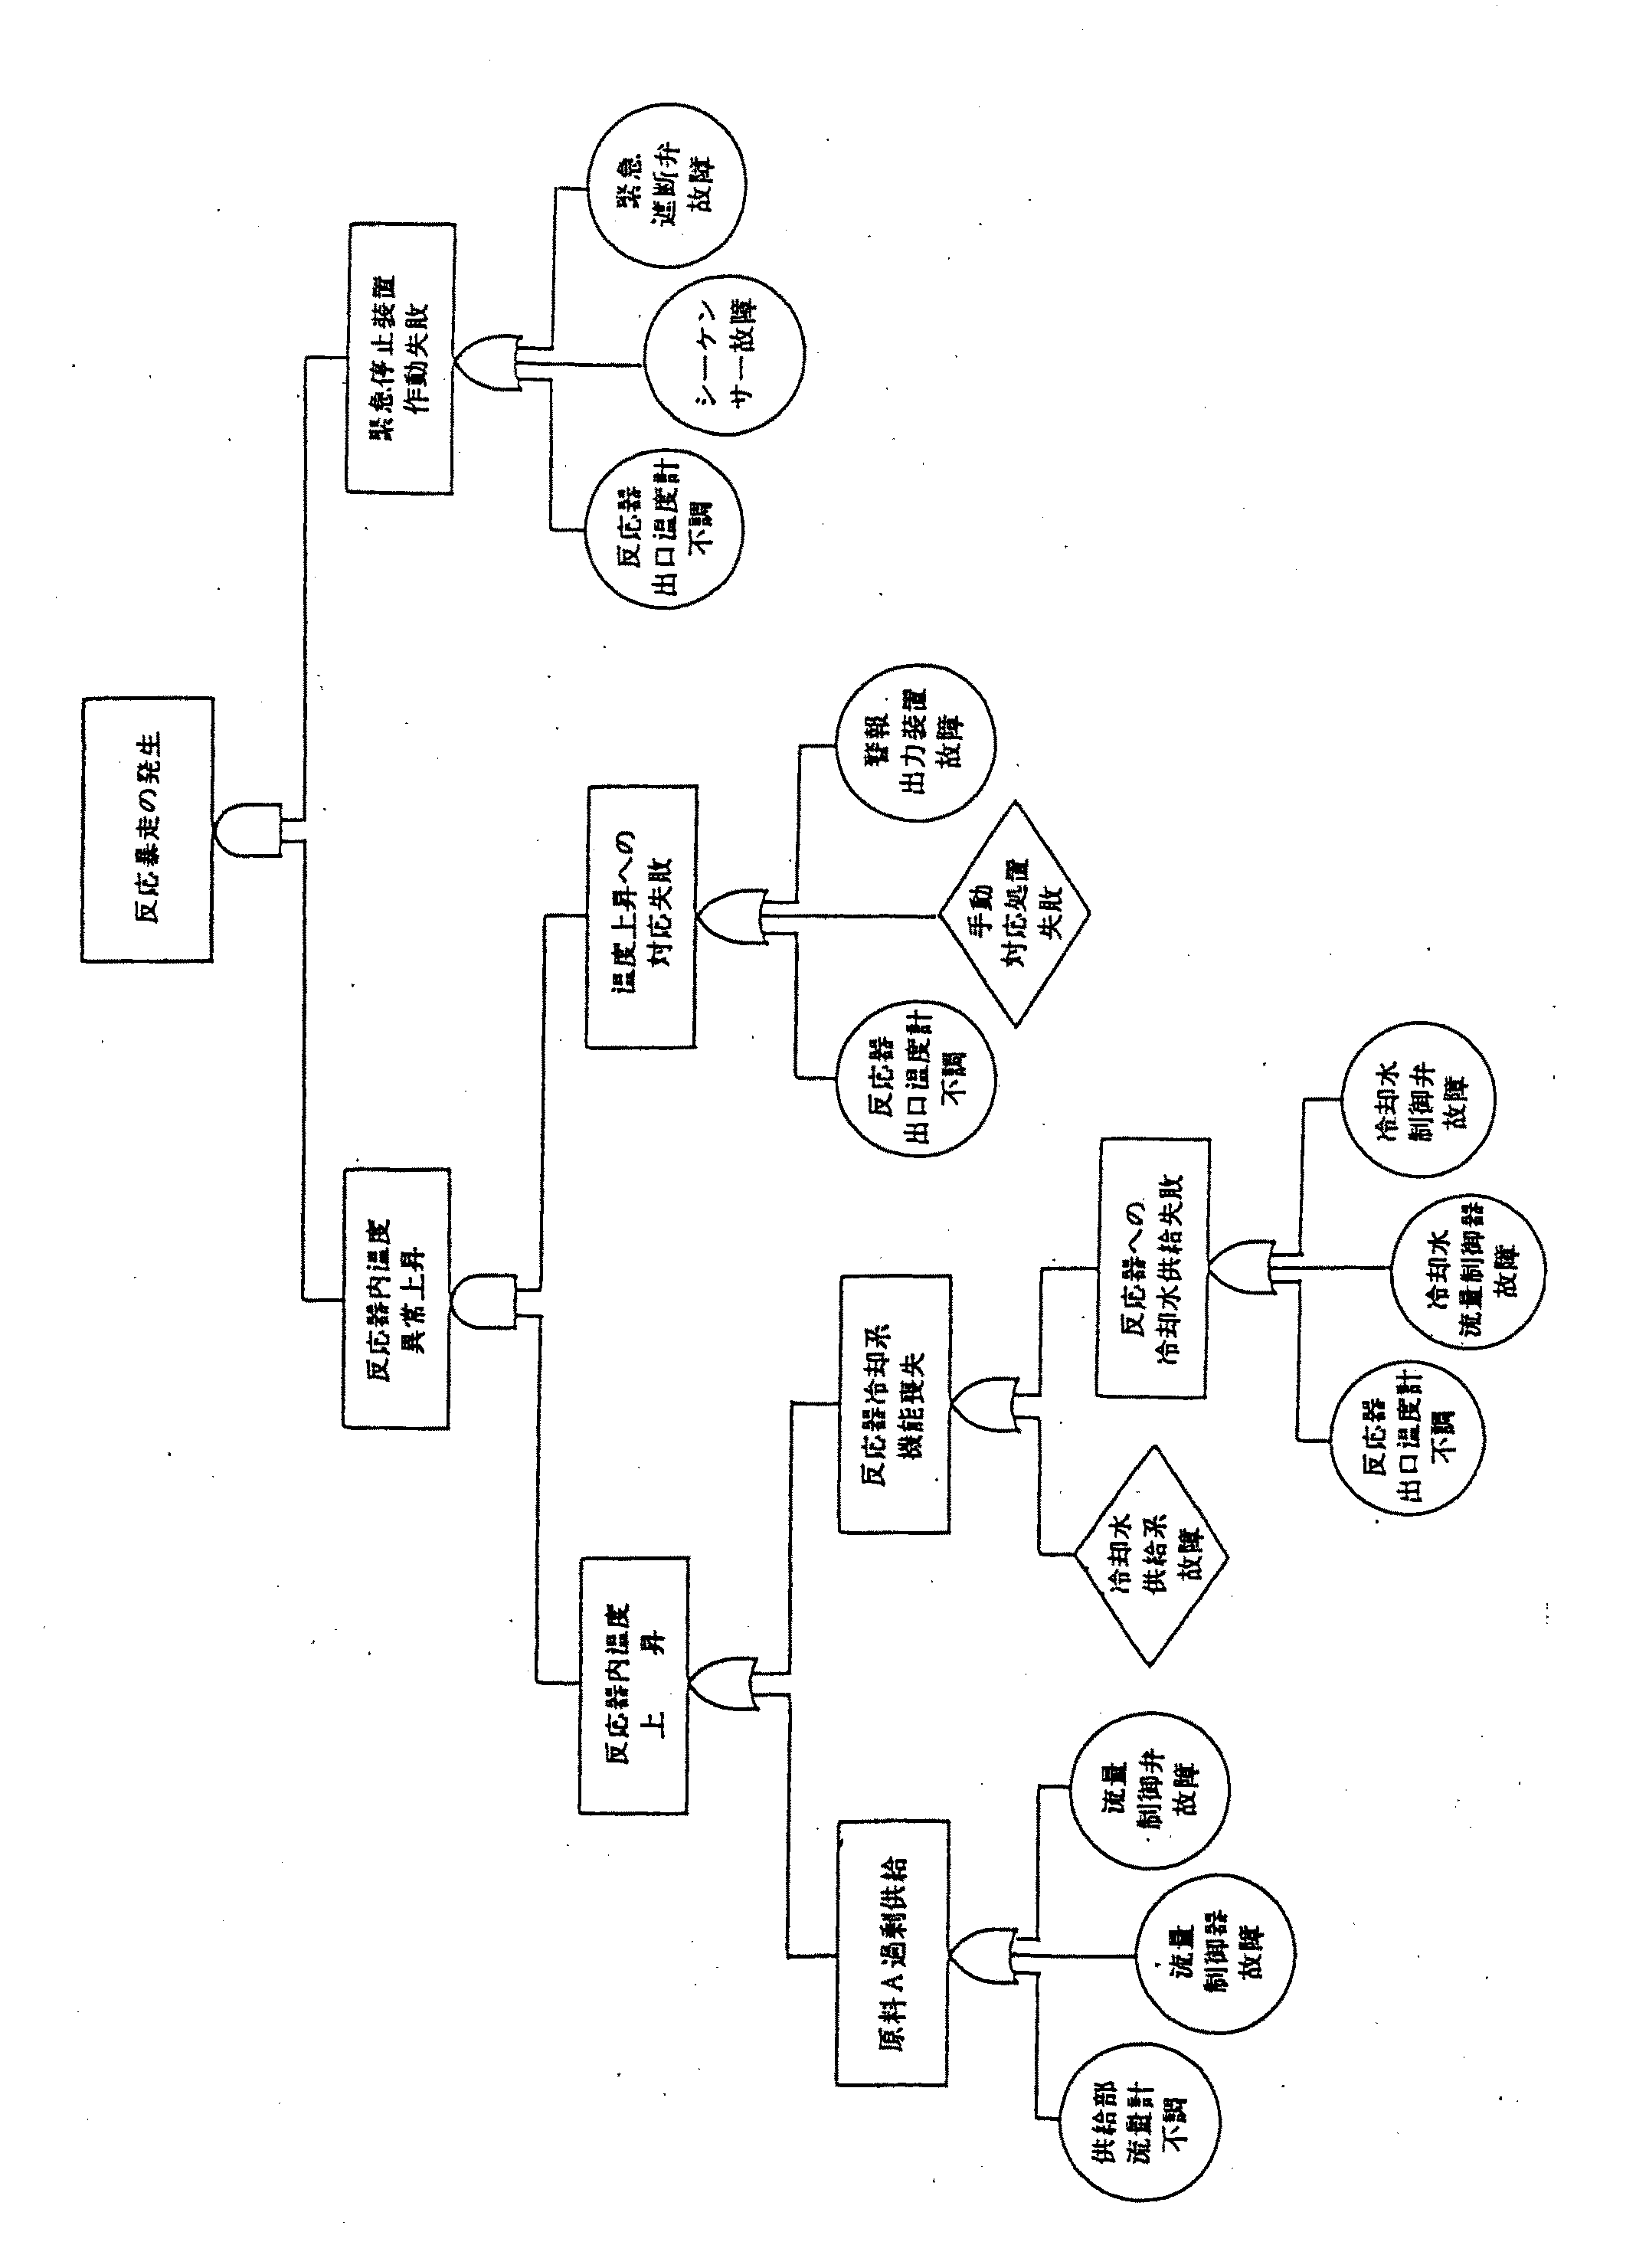 反応暴走の発生
反応器内温度
異常上昇
緊急停止装置
作動失敗
反応器内温度
上　昇
温度上昇への
対応失敗
反応器
出口温度計
不調
シーケン
サー故障
緊急
遮断弁
故障
原料A過剰供給
反応器冷却系
機能喪失
反応器
出口温度計
不調
手動
対応処置
失敗
警報
出力装置
故障
供給部
流量計
不調
流量
制御器
故障
流量
制御弁
故障
冷却水
供給系
故障
反応器への
冷却水供給失敗
反応器
出口温度計
不調
冷却水
流量制御器
故障
冷却水
制御弁
故障